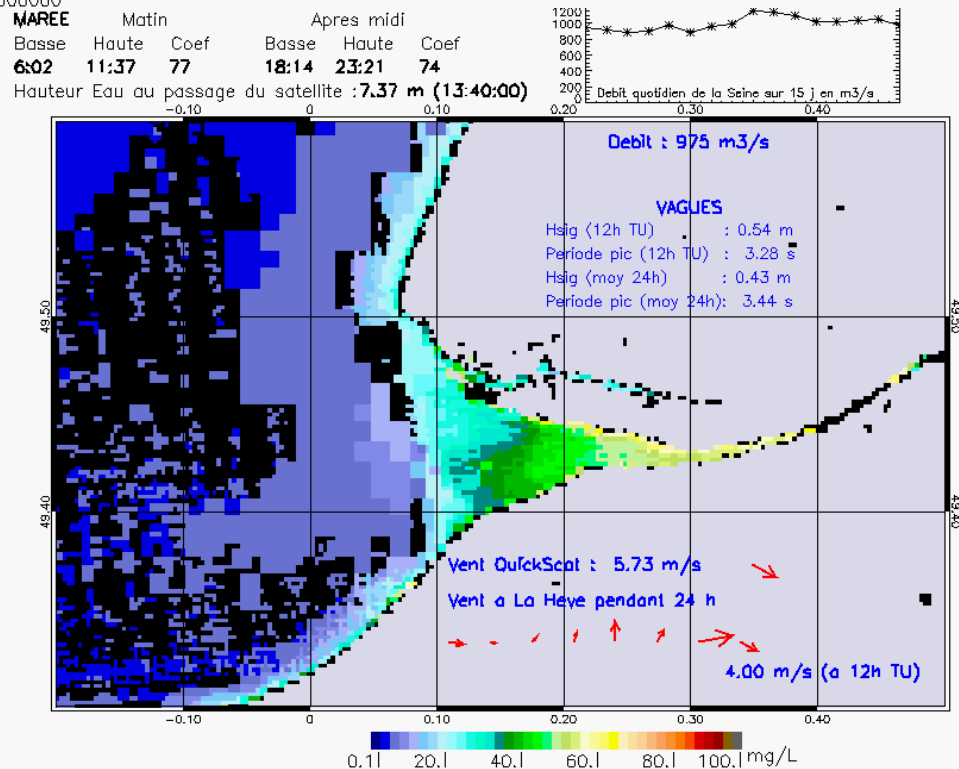 MAREE Matin Apres midi
Basse Haute Coef Basse Haute Coef
6:02 11:37 77 18:14 23:21 74
Hauteur Eau au passage du satellite :7.37 m (13:40:00)
1200
1000
800
600
400
200
0
Debit quotidien de la Seine sur 15 j en m3/s
-0.10 0 0.10 0.20 0.30 0.40
Debit : 975 m3/s
VAGUES
Hsig (12h TU) : 0.54 m
Periode pic (12h TU) : 3.28 s
Hsig (moy 24h) : 0.43 m
Periode pic (moy 24h): 3.44 s
49.50 49.50
49.40 49.40
Vent QuickScat : 5.73 m/s
Vent a La Heve pendant 24 h
4.00 m/s (a 12h TU)
-0.10 0 0.10 0.20 0.30 0.40
0.1| 20.| 40.| 60.| 80.| 100.| mg/L